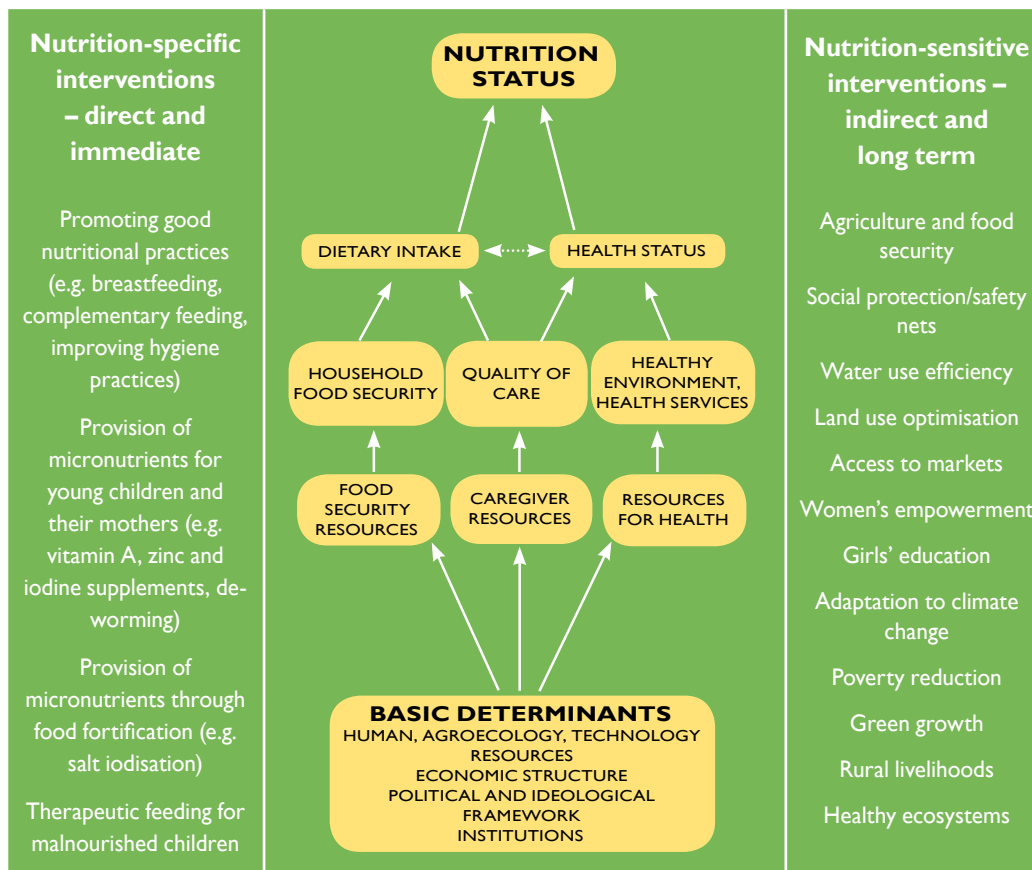 Nutrition-specific
interventions
– direct and
immediate
Promoting good
nutritional practices
(e.g. breastfeeding,
complementary feeding,
improving hygiene
practices)
Provision of
micronutrients for
young children and
their mothers (e.g.
vitamin A, zinc and
iodine supplements, de-
worming)
Provision of
micronutrients through
food fortification (e.g.
salt iodisation)
Therapeutic feeding for
malnourished children
NUTRITION
STATUS
DIETARY INTAKE
HEALTH STATUS
HOUSEHOLD
FOOD SECURITY
QUALITY OF
CARE
HEALTHY
ENVIRONMENT,
HEALTH SERVICES
FOOD
SECURITY
RESOURCES
CAREGIVER
RESOURCES
RESOURCES
FOR HEALTH
BASIC DETERMINANTS
HUMAN, AGROECOLOGY, TECHNOLOGY
RESOURCES
ECONOMIC STRUCTURE
POLITICAL AND IDEOLOGICAL
FRAMEWORK
INSTITUTIONS
Nutrition-sensitive
interventions –
indirect and
long term
Agriculture and food
security
Social protection/safety
nets
Water use efficiency
Land use optimisation
Access to markets
Women’s empowerment
Girls’ education
Adaptation to climate
change
Poverty reduction
Green growth
Rural livelihoods
Healthy ecosystems